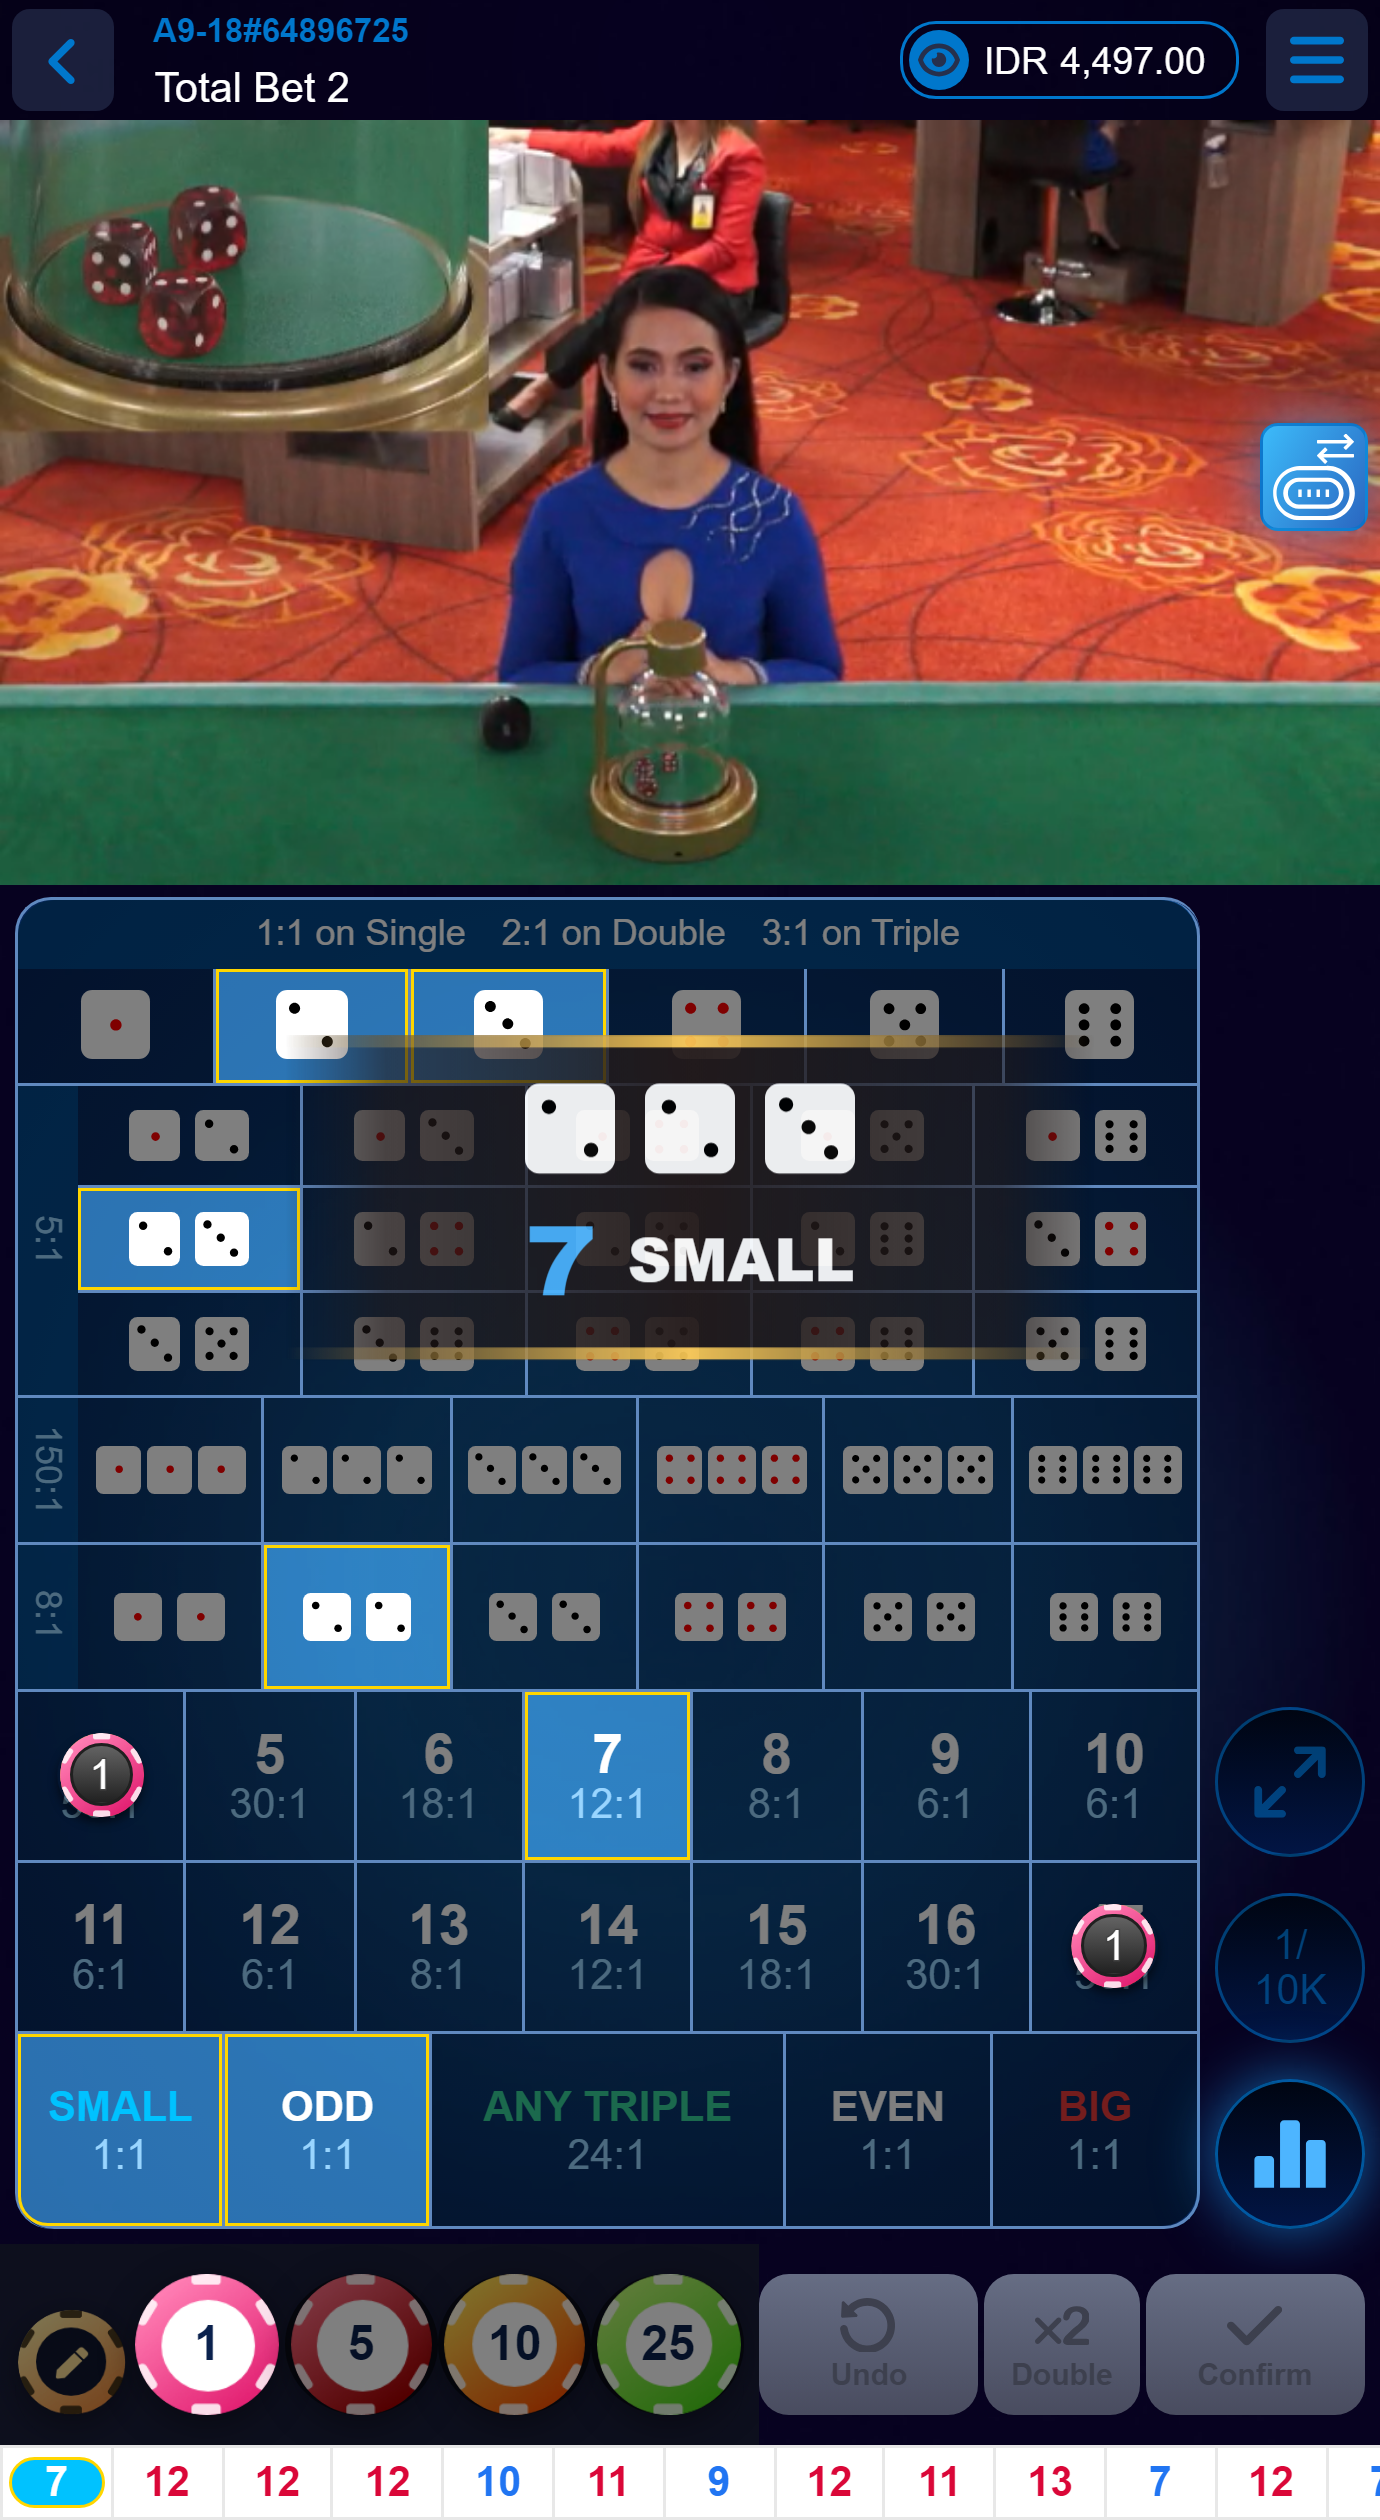 A9-18#64896725
Total Bet 2
IDR 4,497.00
1:1 on Single 2:1 on Double 3:1 on Triple
5:1
7 SMALL
150:1
8:1
1
5 6 7 8 9 10
30:1 18:1 12:1 8:1 6:1 6:1
11 12 13 14 15 16
1
6:1 6:1 8:1 12:1 18:1 30:1
1/
10K
SMALL ODD ANY TRIPLE EVEN BIG
1:1 1:1 24:1 1:1 1:1
1 5 10 25
x2
Undo Double Confirm
7 12 12 12 10 11 9 12 11 13 7 12